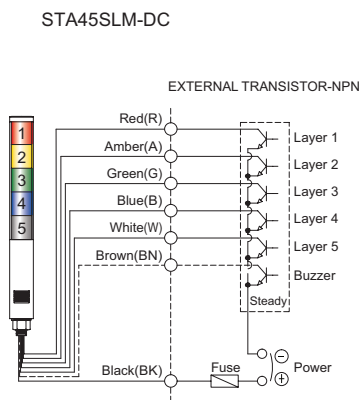 STA45SLM-DC
EXTERNAL TRANSISTOR-NPN
Red(R)
Layer 1
Amber(A)
Layer 2
Green(G)
Layer 3
Blue(B)
Layer 4
White(W)
Layer 5
Brown(BN)
Buzzer
Steady
1
2
3
4
5
Black(BK)
Fuse
Power